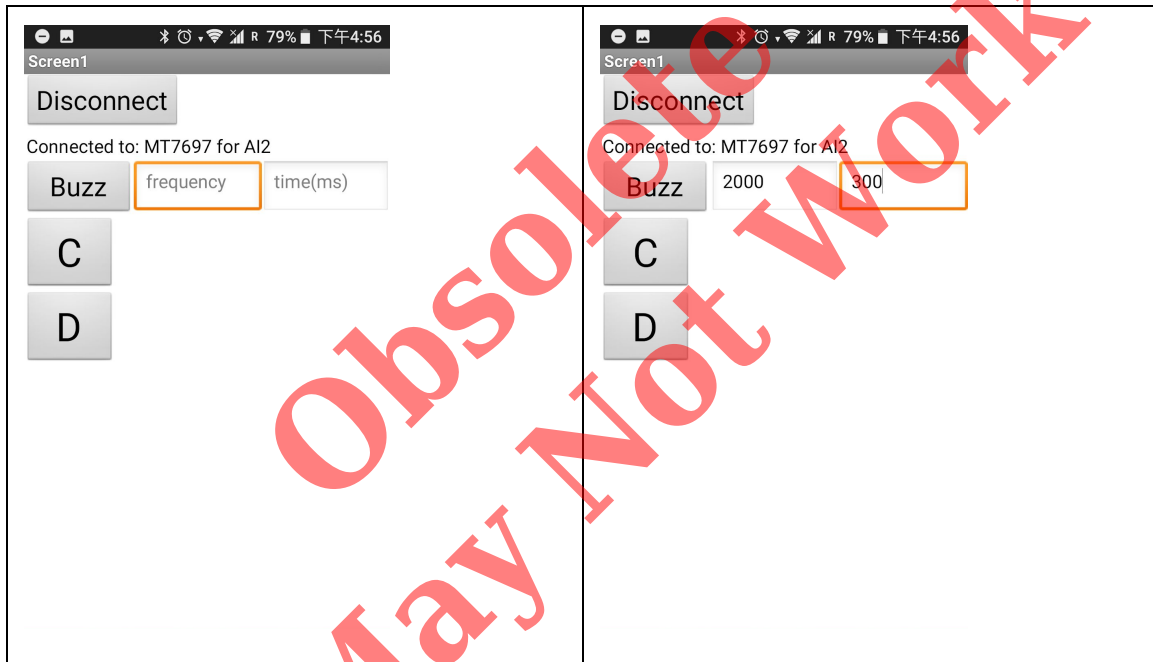 R 79% 下午4:56
Screen1
Disconnect
Connected to: MT7697 for AI2
Buzz frequency time(ms)
C
D
R 79% 下午4:56
Screen1
Disconnect
Connected to: MT7697 for AI2
Buzz 2000 300
C
D
Obsolete
May Not Work